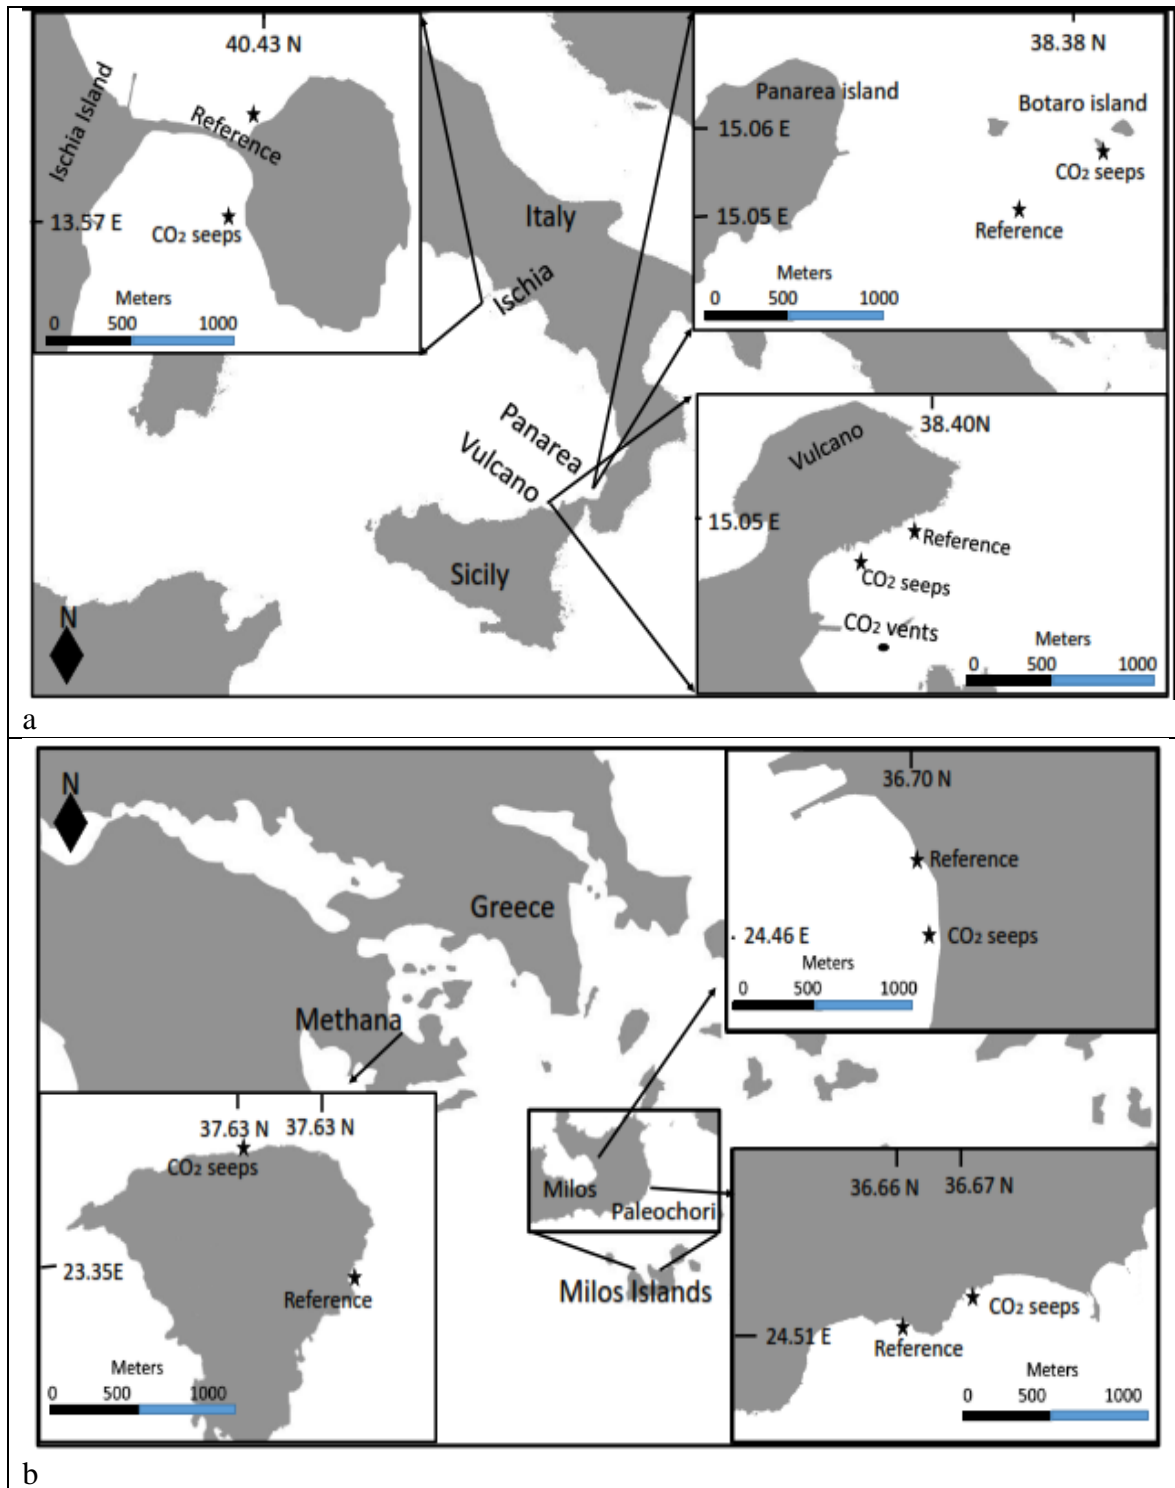 40.43 N
Ischia Island
Reference
13.57 E
CO₂ seeps
Meters
0 500 1000
Italy
Ischia
Panarea
Vulcano
Sicily
N
38.38 N
Panarea island
Botaro island
15.06 E
CO₂ seeps
15.05 E
Reference
Meters
0 500 1000
38.40N
Vulcano
15.05 E
Reference
CO₂ seeps
CO₂ vents
Meters
0 500 1000
a
N
Greece
Methana
Milos
Paleochori
Milos Islands
36.70 N
Reference
24.46 E
CO₂ seeps
Meters
0 500 1000
37.63 N 37.63 N
CO₂ seeps
23.35E
Reference
Meters
0 500 1000
36.66 N 36.67 N
CO₂ seeps
24.51 E
Reference
Meters
0 500 1000
b